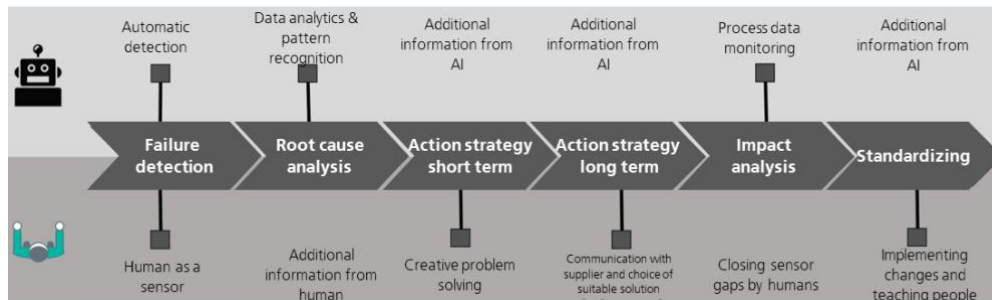 Automatic
detection
Data analytics &
pattern
recognition
Additional
information from
AI
Additional
information from
AI
Process data
monitoring
Additional
information from
AI
Failure
detection
Root cause
analysis
Action strategy
short term
Action strategy
long term
Impact
analysis
Standardizing
Human as a
sensor
Additional
information from
human
Creative problem
solving
Communication with
supplier and choice of
suitable solution
Closing sensor
gaps by humans
Implementing
changes and
teaching people